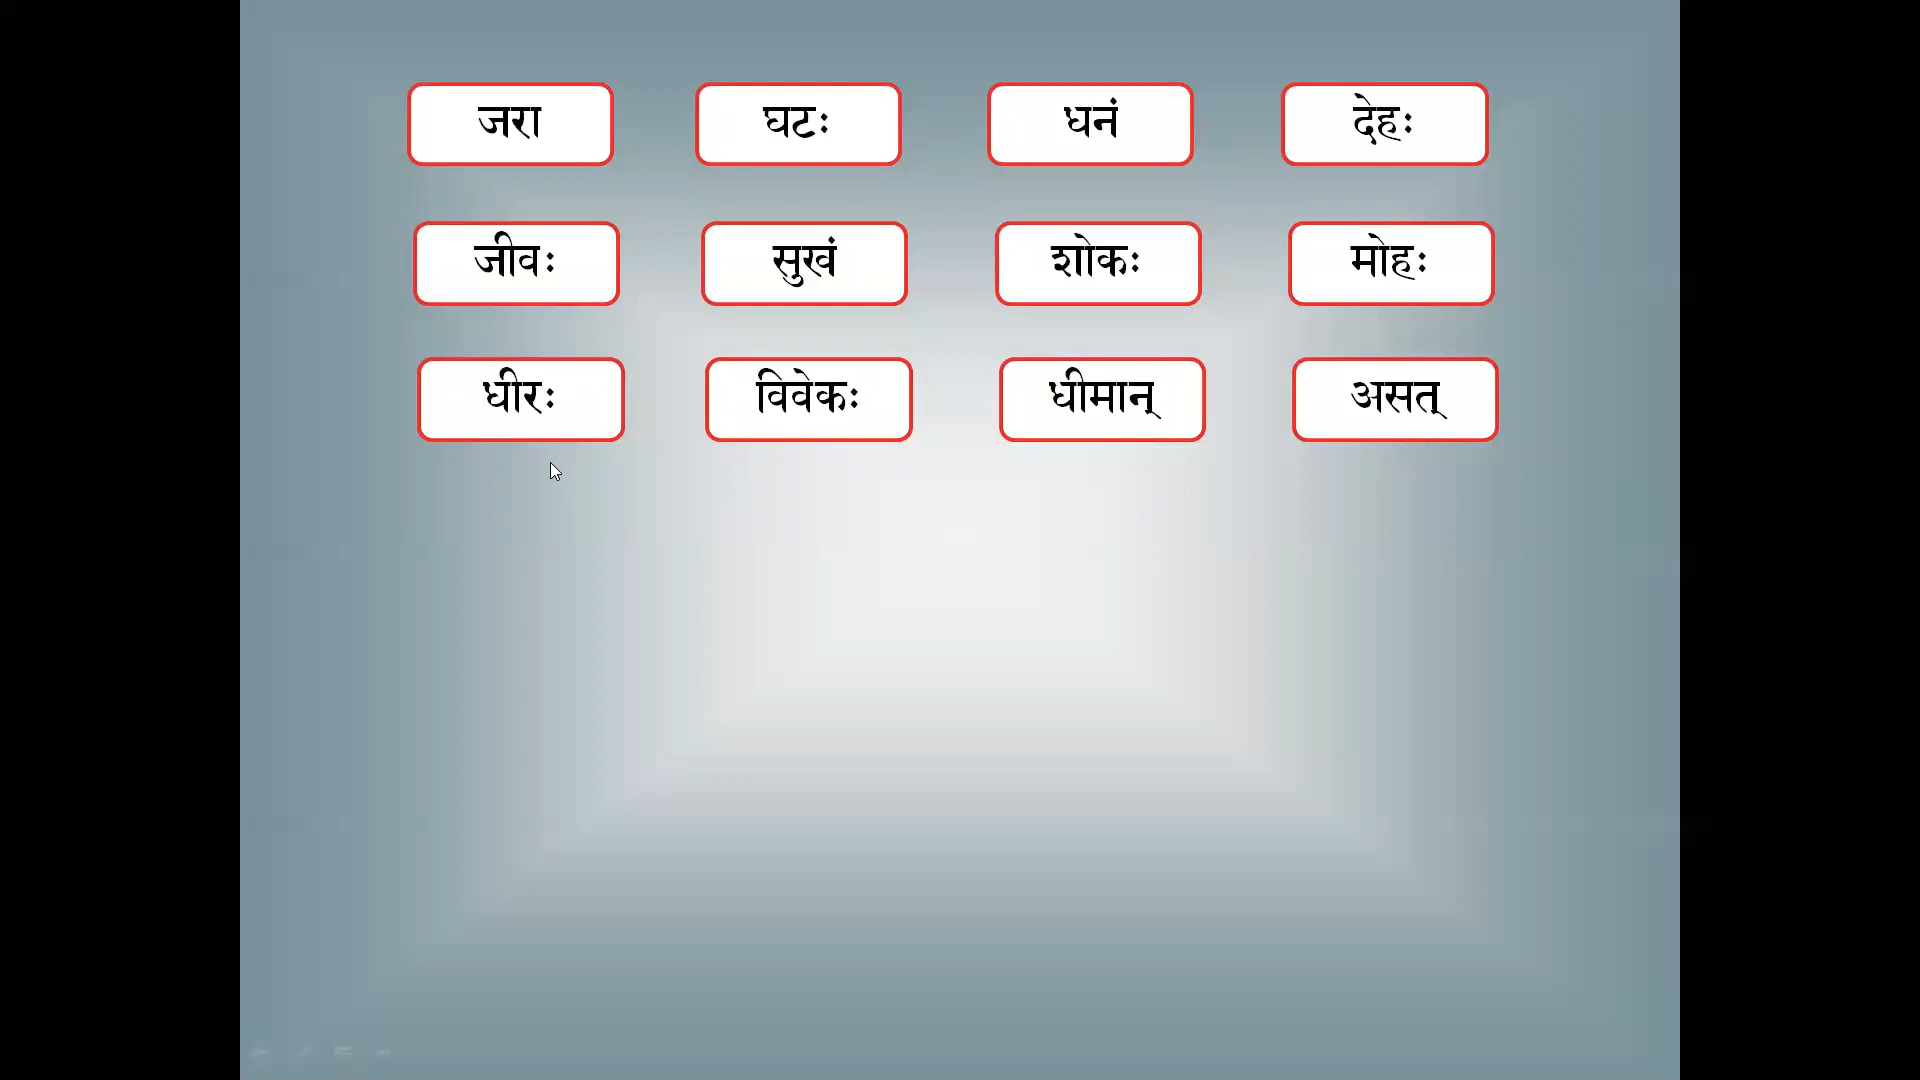 जरा घटः धनं देहः
जीवः सुखं शोकः मोहः
धीरः विवेकः धीमान् असत्